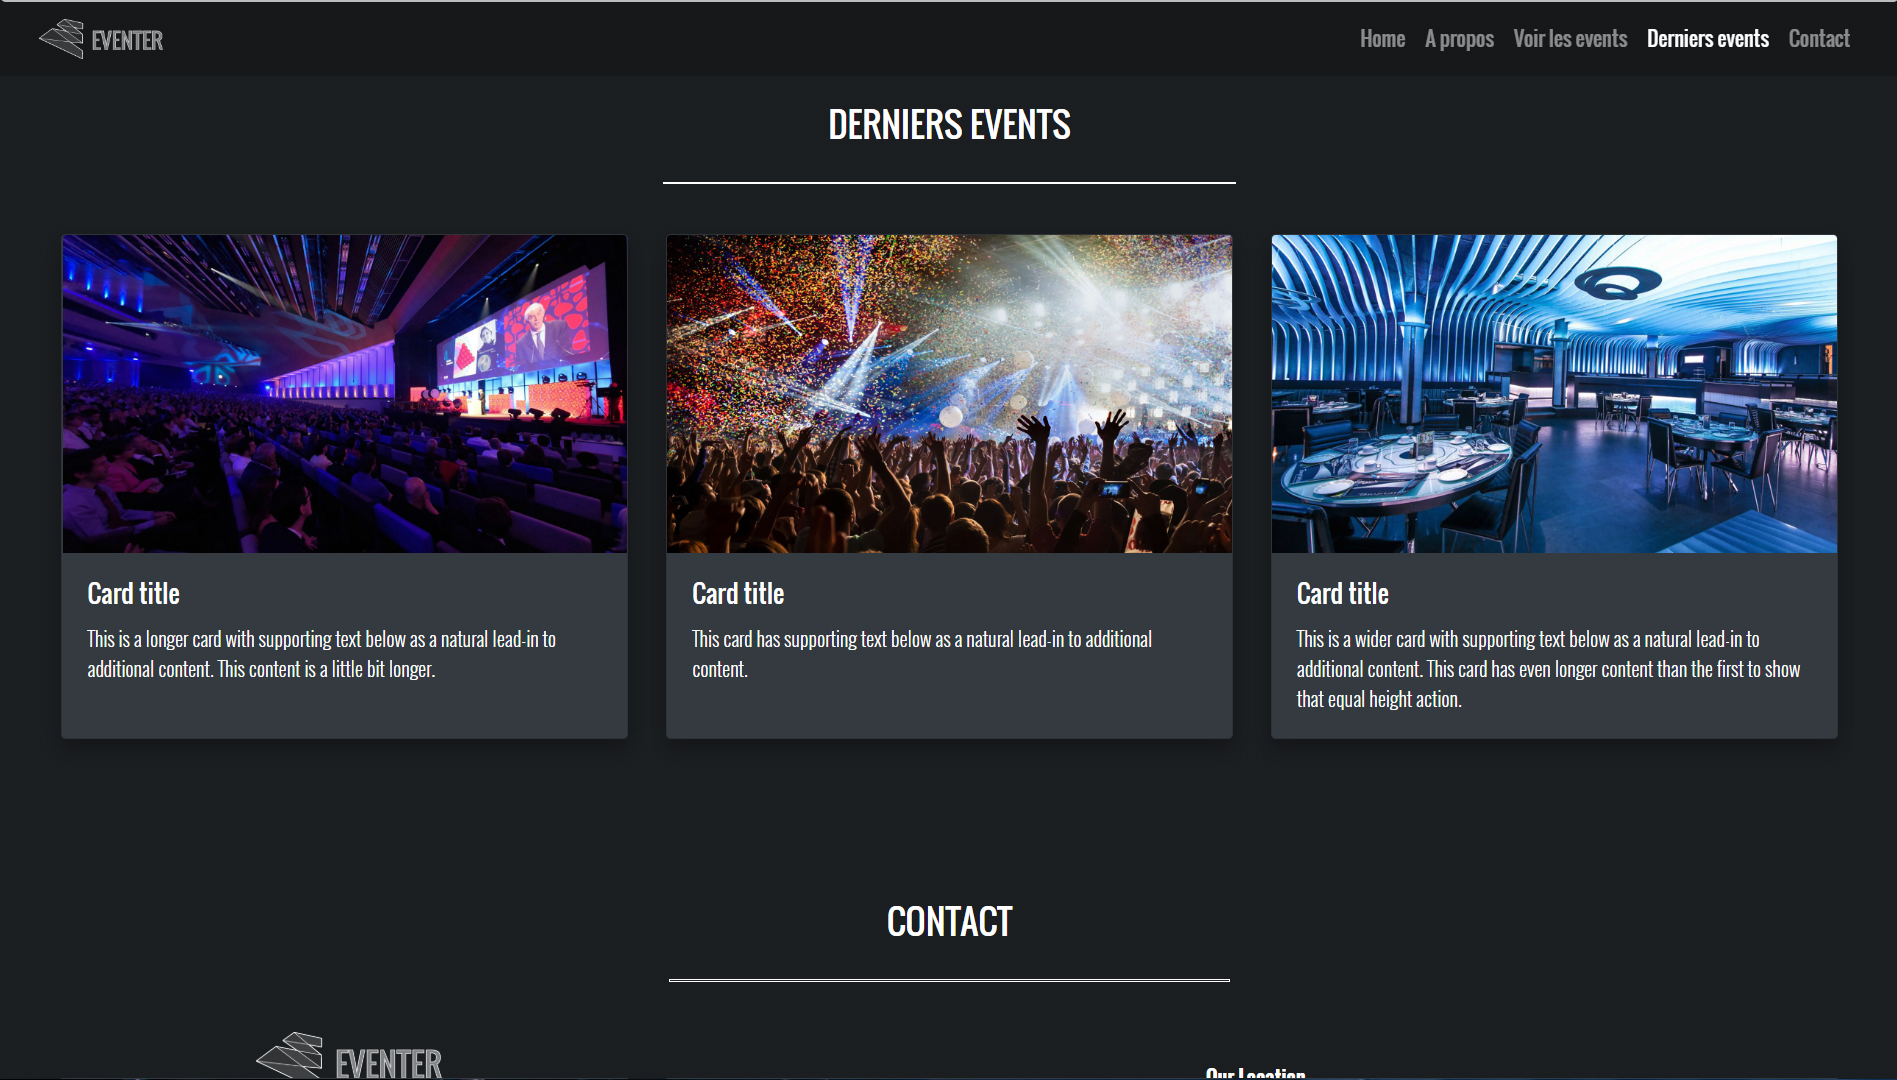 EVENTER
Home A propos Voir les events Derniers events Contact
DERNIERS EVENTS
Card title
This is a longer card with supporting text below as a natural lead-in to
additional content. This content is a little bit longer.
Card title
This card has supporting text below as a natural lead-in to additional
content.
Card title
This is a wider card with supporting text below as a natural lead-in to
additional content. This card has even longer content than the first to show
that equal height action.
CONTACT
EVENTER
Our Location